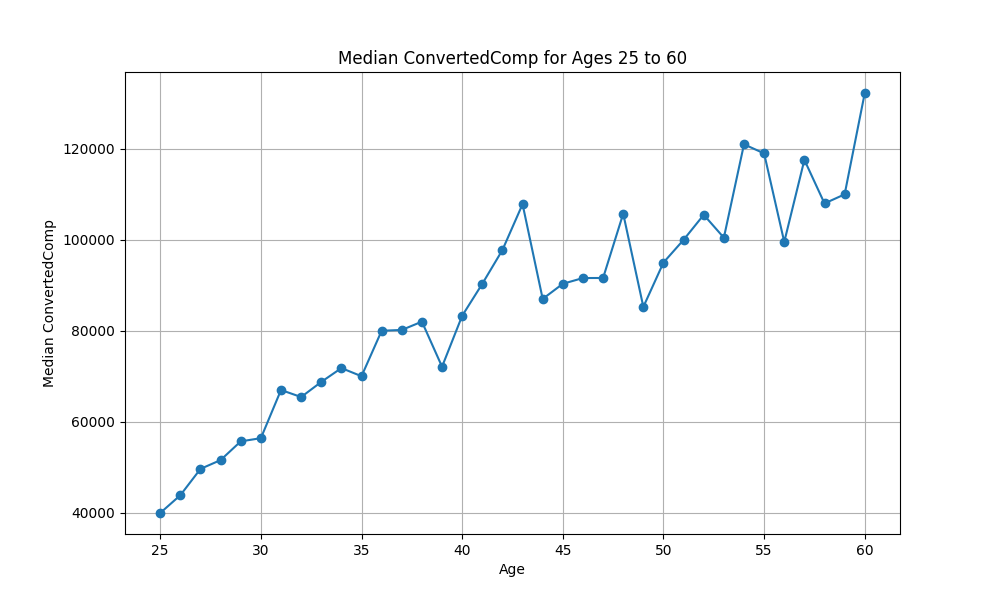 Median ConvertedComp for Ages 25 to 60
120000
100000
80000
60000
40000
Median ConvertedComp
25 30 35 40 45 50 55 60
Age